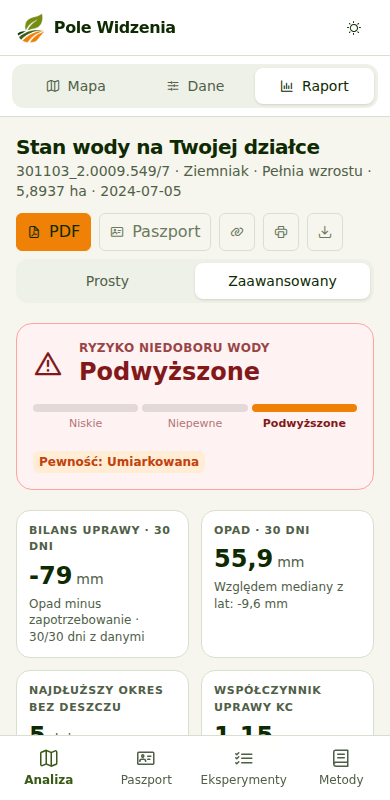 Pole Widzenia
Mapa
Dane
Raport
Stan wody na Twojej działce
301103_2.0009.549/7 · Ziemniak · Pełnia wzrostu ·
5,8937 ha · 2024-07-05
PDF
Paszport
Prosty
Zaawansowany
RYZYKO NIEDOBORU WODY
Podwyższone
Niskie
Niepewne
Podwyższone
Pewność: Umiarkowana
BILANS UPRAWY · 30
DNI
-79 mm
Opad minus
zapotrzebowanie ·
30/30 dni z danymi
OPAD · 30 DNI
55,9 mm
Względem mediany z
lat: -9,6 mm
NAJDŁUŻSZY OKRES
BEZ DESZCZU
5
WSPÓŁCZYNNIK
UPRAWY KC
1,15
Analiza
Paszport
Eksperymenty
Metody